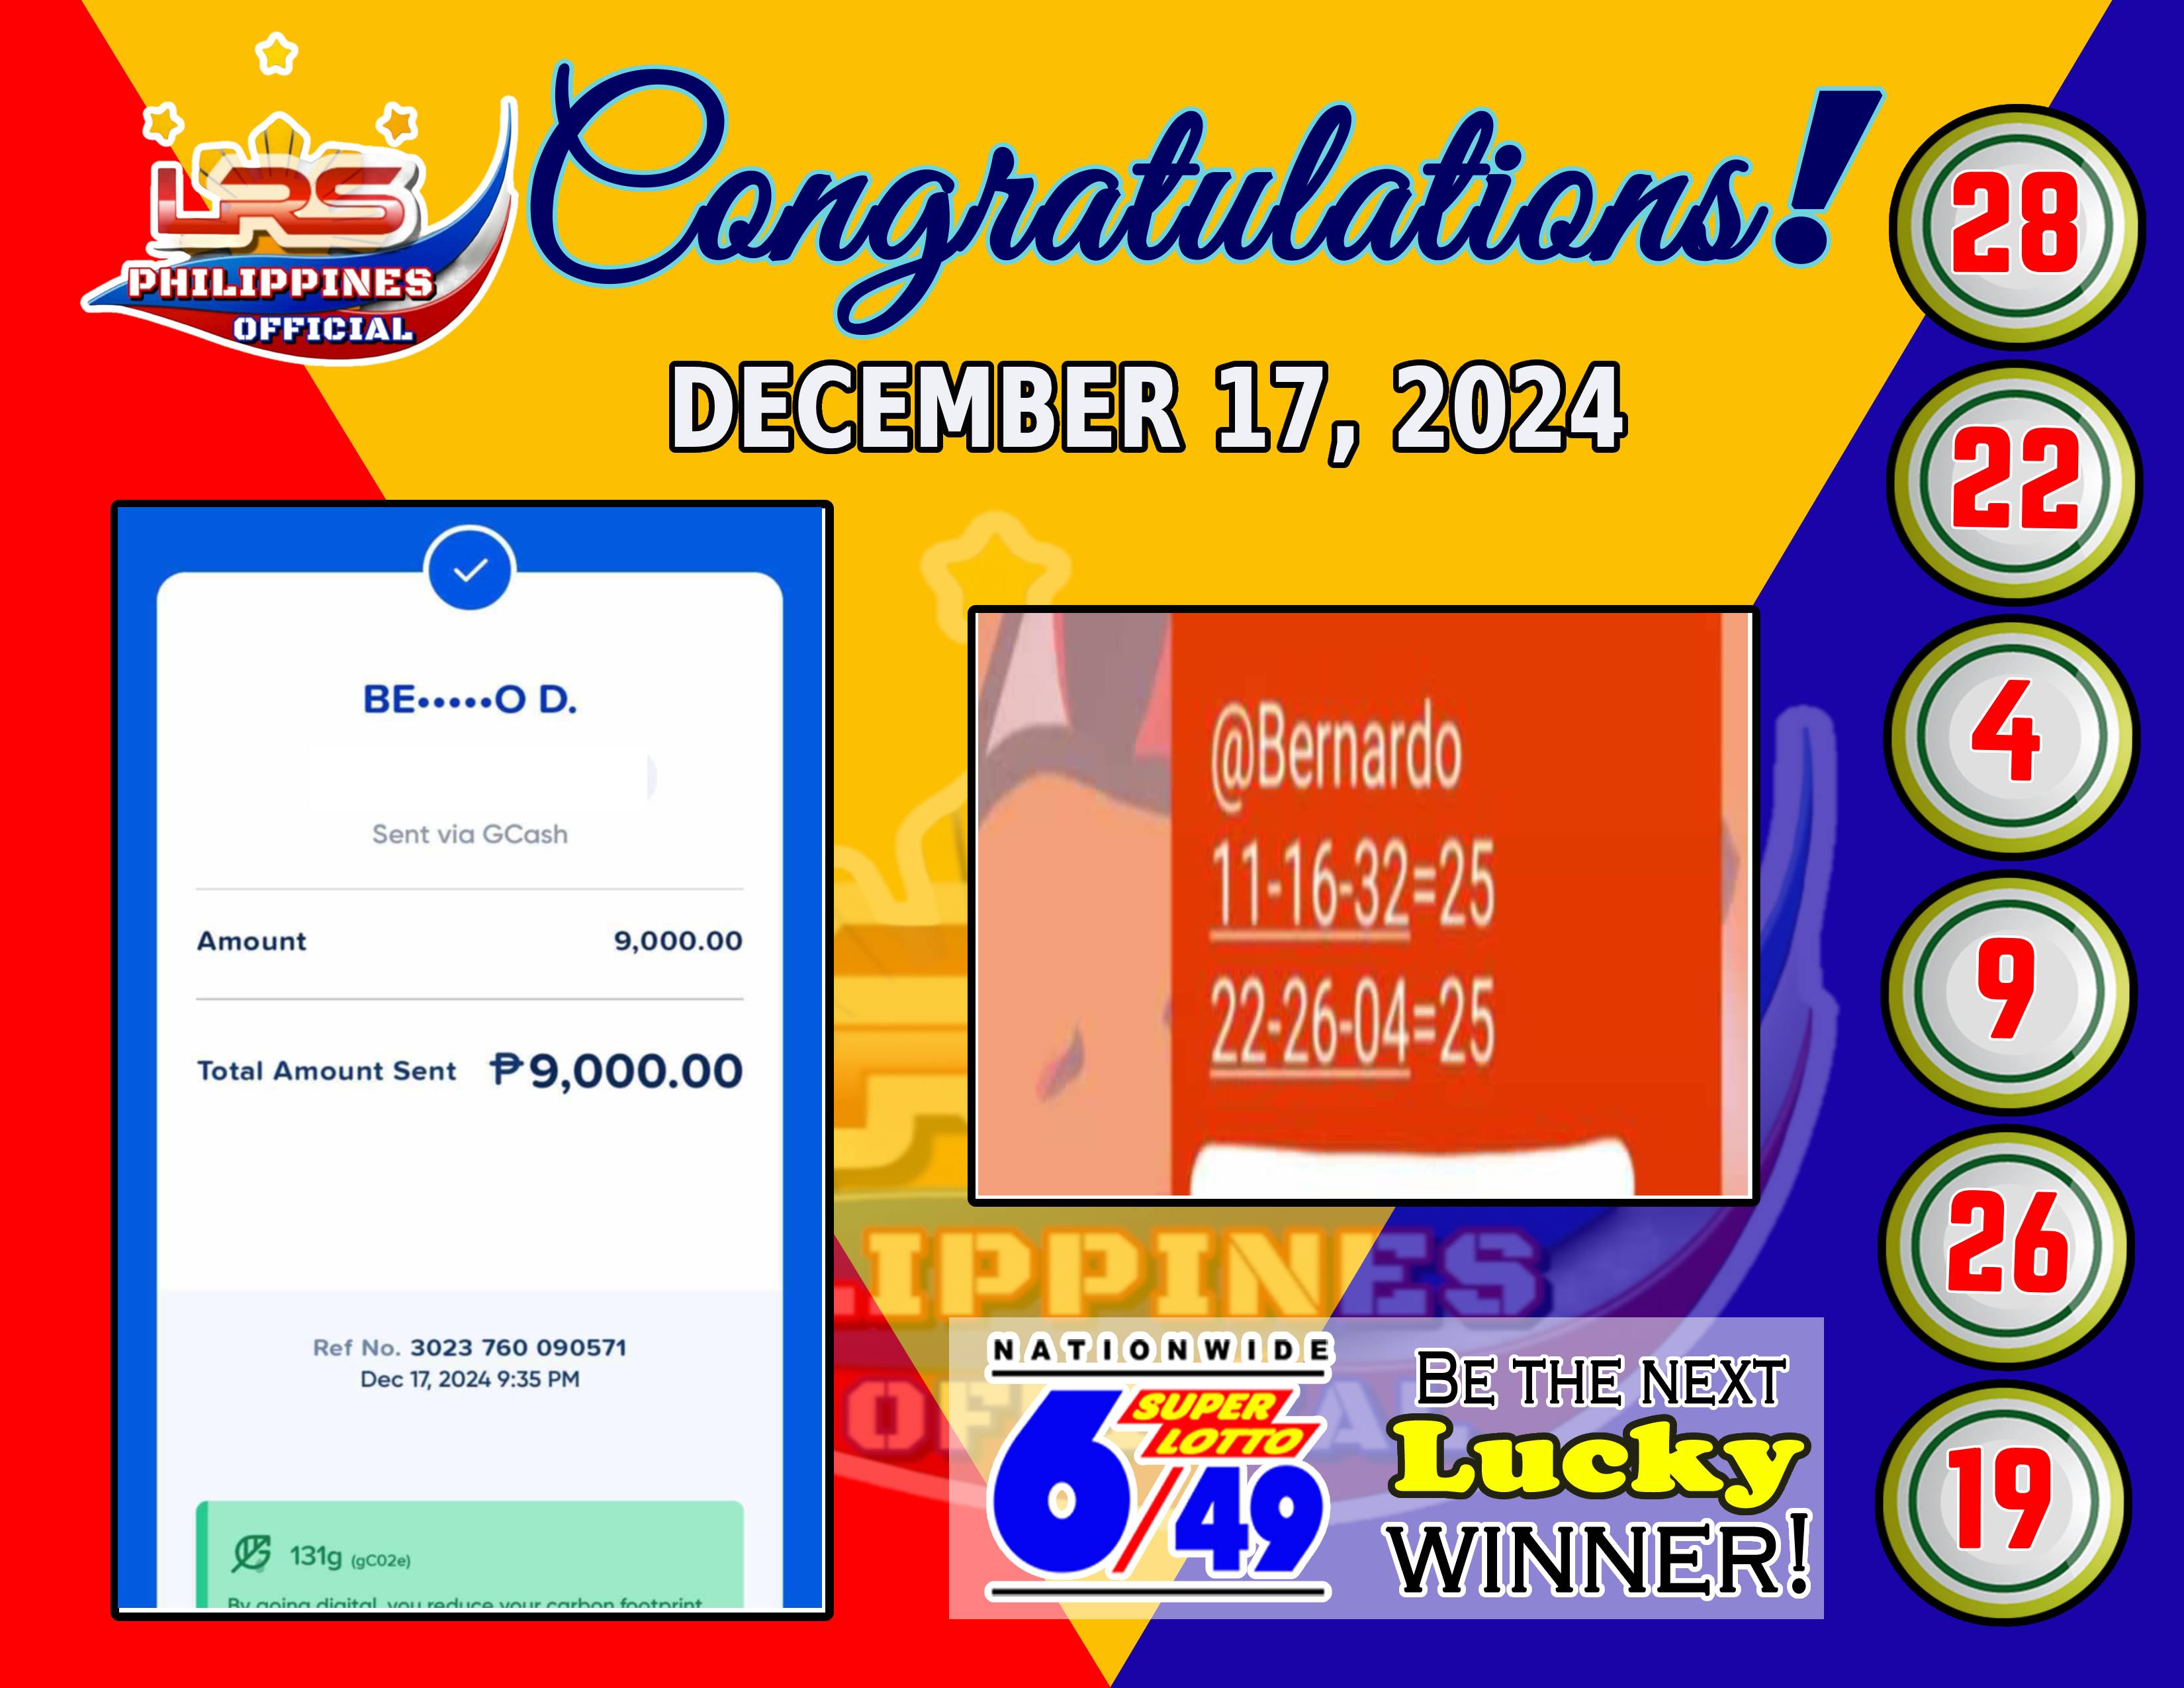 LRS
PHILIPPINES
OFFICIAL
Congratulations!
DECEMBER 17, 2024
BE•••••O D.
Sent via GCash
Amount 9,000.00
Total Amount Sent ₱9,000.00
Ref No. 3023 760 090571
Dec 17, 2024 9:35 PM
131g (gC02e)
By going digital, you reduce your carbon footprint
@Bernardo
11-16-32=25
22-26-04=25
LIPPINES
NATIONWIDE
SUPER
LOTTO
6/49
BE THE NEXT
Lucky
WINNER!
28
22
4
9
26
19